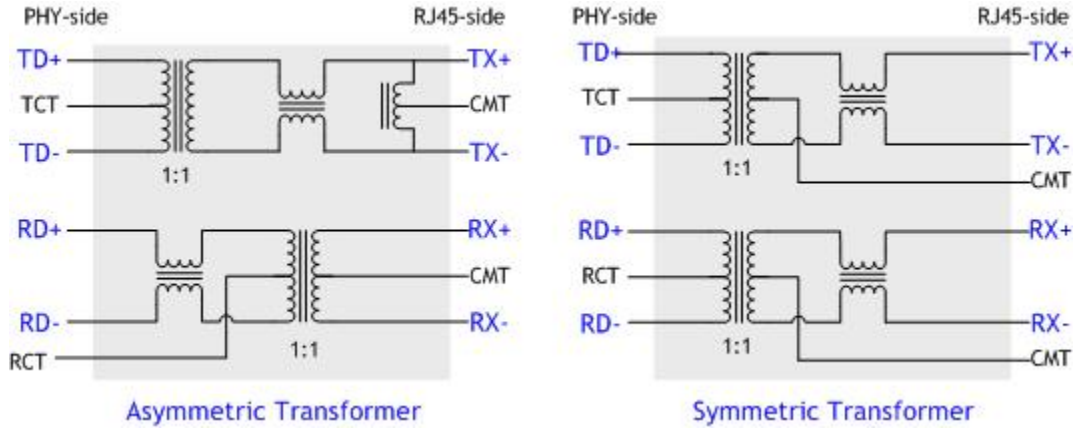 PHY-side RJ45-side
TD+ TX+
TCT CMT
TD- TX-
1:1
RD+ RX+
CMT
RD- RX-
RCT 1:1
Asymmetric Transformer
PHY-side RJ45-side
TD+ TX+
TCT
TD- TX-
1:1 CMT
RD+ RX+
RCT
RD- RX-
1:1 CMT
Symmetric Transformer